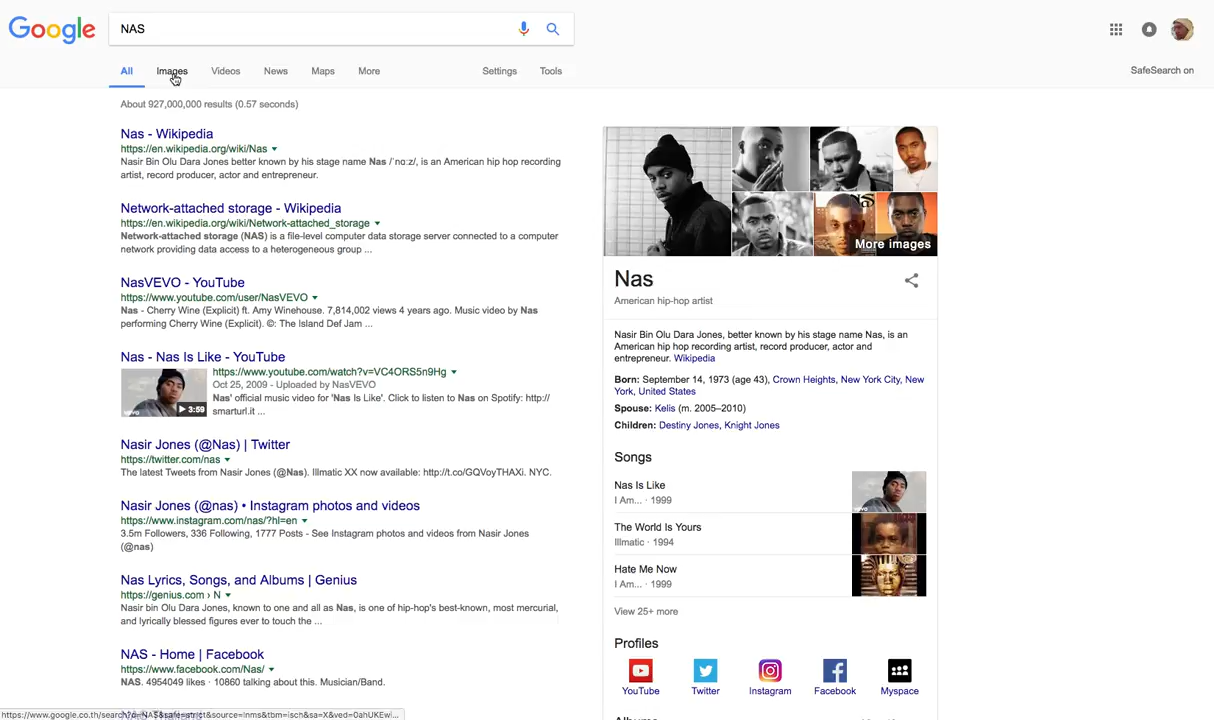 Google
NAS
All
Images
Videos
News
Maps
More
Settings
Tools
SafeSearch on
About 927,000,000 results (0.57 seconds)
Nas - Wikipedia
https://en.wikipedia.org/wiki/Nas
Nasir Bin Olu Dara Jones better known by his stage name Nas /ˈnɑːz/, is an American hip hop recording
artist, record producer, actor and entrepreneur.
Network-attached storage - Wikipedia
https://en.wikipedia.org/wiki/Network-attached_storage
Network-attached storage (NAS) is a file-level computer data storage server connected to a computer
network providing data access to a heterogeneous group ...
NasVEVO - YouTube
https://www.youtube.com/user/NasVEVO
Nas - Cherry Wine (Explicit) ft. Amy Winehouse. 7,814,002 views 4 years ago. Music video by Nas
performing Cherry Wine (Explicit). ©: The Island Def Jam ...
Nas - Nas Is Like - YouTube
https://www.youtube.com/watch?v=VC4ORS5n9Hg
Oct 25, 2009 - Uploaded by NasVEVO
Nas' official music video for 'Nas Is Like'. Click to listen to Nas on Spotify: http://
smarturl.it ...
vevo
3:59
Nasir Jones (@Nas) | Twitter
https://twitter.com/nas
The latest Tweets from Nasir Jones (@Nas). Illmatic XX now available: http://t.co/GQVoyTHAXi. NYC.
Nasir Jones (@nas) • Instagram photos and videos
https://www.instagram.com/nas/?hl=en
3.5m Followers, 336 Following, 1777 Posts - See Instagram photos and videos from Nasir Jones
(@nas)
Nas Lyrics, Songs, and Albums | Genius
https://genius.com › N
Nasir bin Olu Dara Jones, known to one and all as Nas, is one of hip-hop's best-known, most mercurial,
and lyrically blessed figures ever to touch the ...
NAS - Home | Facebook
https://www.facebook.com/Nas/
NAS. 4954049 likes · 10860 talking about this. Musician/Band.
More images
Nas
American hip-hop artist
Nasir Bin Olu Dara Jones, better known by his stage name Nas, is an
American hip hop recording artist, record producer, actor and
entrepreneur. Wikipedia
Born: September 14, 1973 (age 43), Crown Heights, New York City, New
York, United States
Spouse: Kelis (m. 2005–2010)
Children: Destiny Jones, Knight Jones
Songs
Nas Is Like
I Am... · 1999
vevo
The World Is Yours
Illmatic · 1994
Hate Me Now
I Am... · 1999
View 25+ more
Profiles
YouTube
Twitter
Instagram
Facebook
Myspace